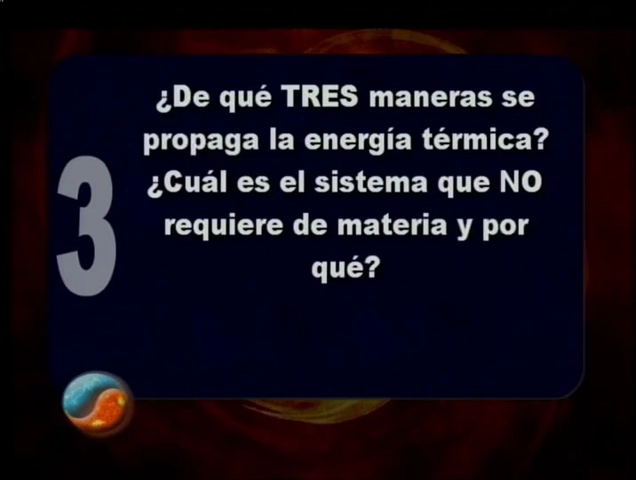 ¿De qué TRES maneras se
propaga la energía térmica?
¿Cuál es el sistema que NO
requiere de materia y por
qué?
3